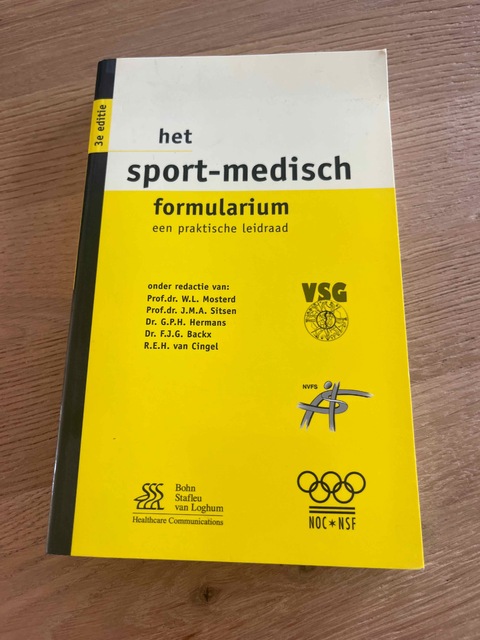 3e editie
het
sport-medisch
formularium
een praktische leidraad
onder redactie van:
Prof.dr. W.L. Mosterd
Prof.dr. J.M.A. Sitsen
Dr. G.P.H. Hermans
Dr. F.J.G. Backx
R.E.H. van Cingel
VSG
NVFS
Bohn
Stafleu
van Loghum
Healthcare Communications
NOC*NSF